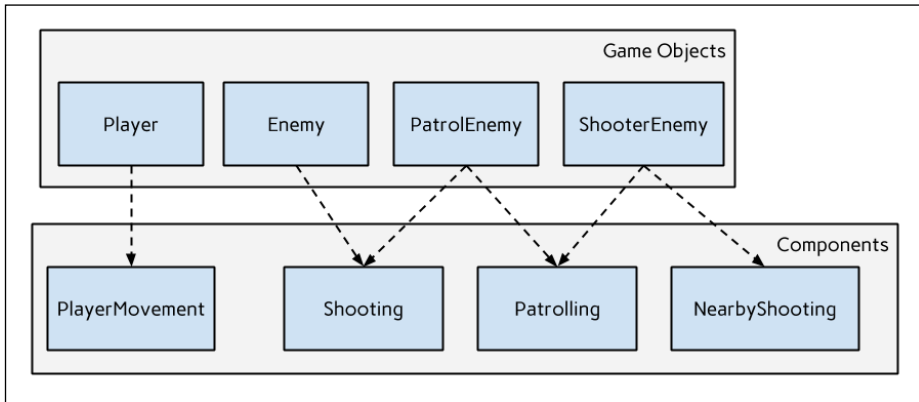 Game Objects
Player
Enemy
PatrolEnemy
ShooterEnemy
Components
PlayerMovement
Shooting
Patrolling
NearbyShooting